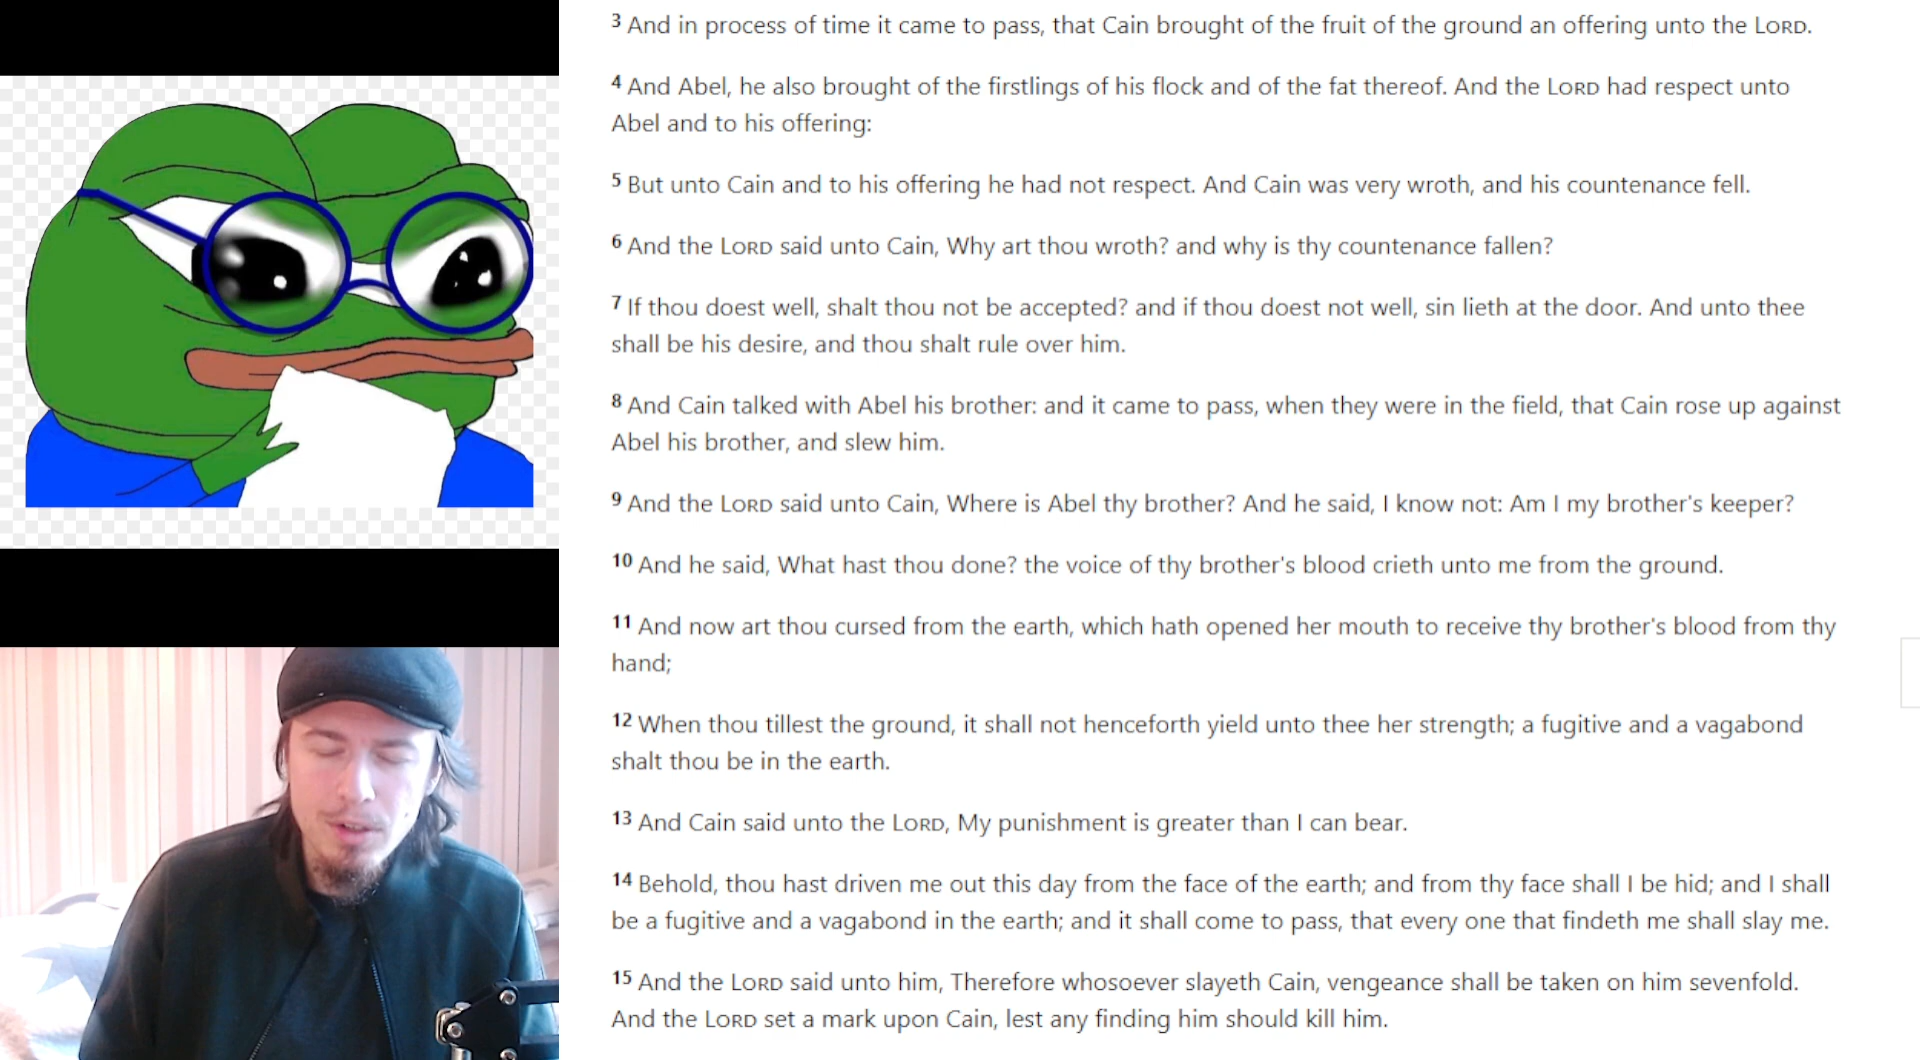 3 And in process of time it came to pass, that Cain brought of the fruit of the ground an offering unto the LORD.
4 And Abel, he also brought of the firstlings of his flock and of the fat thereof. And the LORD had respect unto
Abel and to his offering:
5 But unto Cain and to his offering he had not respect. And Cain was very wroth, and his countenance fell.
6 And the LORD said unto Cain, Why art thou wroth? and why is thy countenance fallen?
7 If thou doest well, shalt thou not be accepted? and if thou doest not well, sin lieth at the door. And unto thee
shall be his desire, and thou shalt rule over him.
8 And Cain talked with Abel his brother: and it came to pass, when they were in the field, that Cain rose up against
Abel his brother, and slew him.
9 And the LORD said unto Cain, Where is Abel thy brother? And he said, I know not: Am I my brother's keeper?
10 And he said, What hast thou done? the voice of thy brother's blood crieth unto me from the ground.
11 And now art thou cursed from the earth, which hath opened her mouth to receive thy brother's blood from thy
hand;
12 When thou tillest the ground, it shall not henceforth yield unto thee her strength; a fugitive and a vagabond
shalt thou be in the earth.
13 And Cain said unto the LORD, My punishment is greater than I can bear.
14 Behold, thou hast driven me out this day from the face of the earth; and from thy face shall I be hid; and I shall
be a fugitive and a vagabond in the earth; and it shall come to pass, that every one that findeth me shall slay me.
15 And the LORD said unto him, Therefore whosoever slayeth Cain, vengeance shall be taken on him sevenfold.
And the LORD set a mark upon Cain, lest any finding him should kill him.